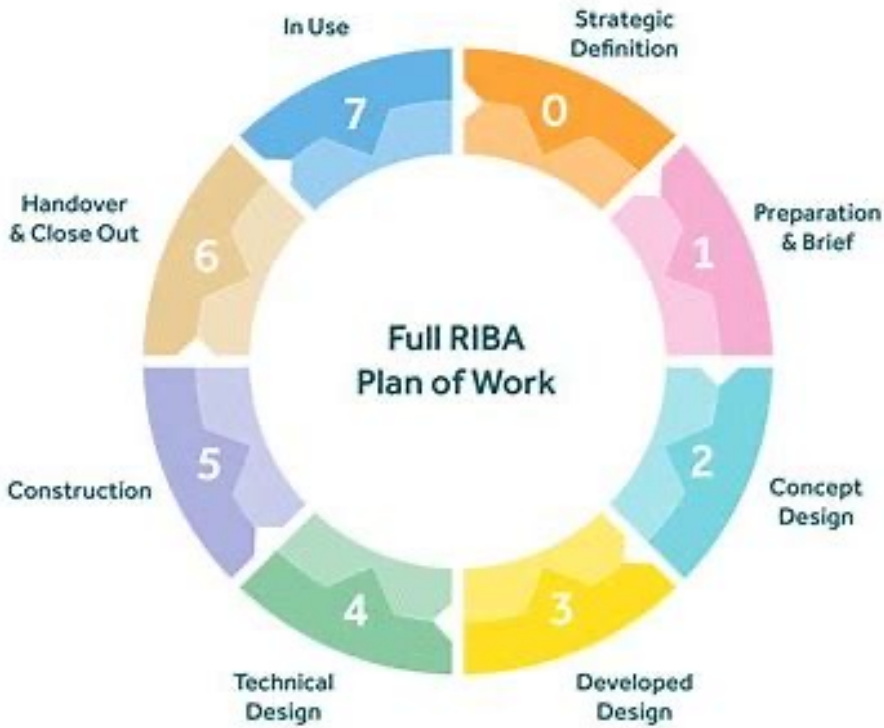 Full RIBA
Plan of Work
0
Strategic
Definition
1
Preparation
& Brief
2
Concept
Design
3
Developed
Design
4
Technical
Design
5
Construction
6
Handover
& Close Out
7
In Use